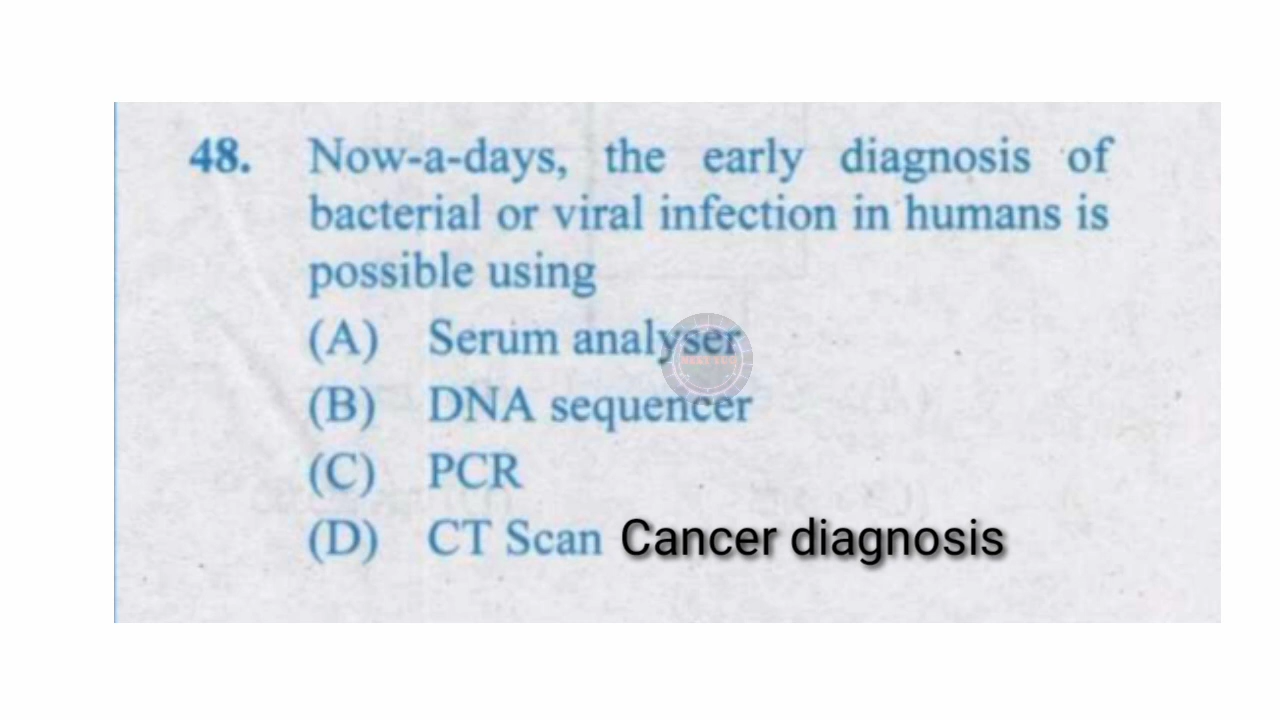 48. Now-a-days, the early diagnosis of
bacterial or viral infection in humans is
possible using
(A) Serum analyser
(B) DNA sequencer
(C) PCR
(D) CT Scan Cancer diagnosis